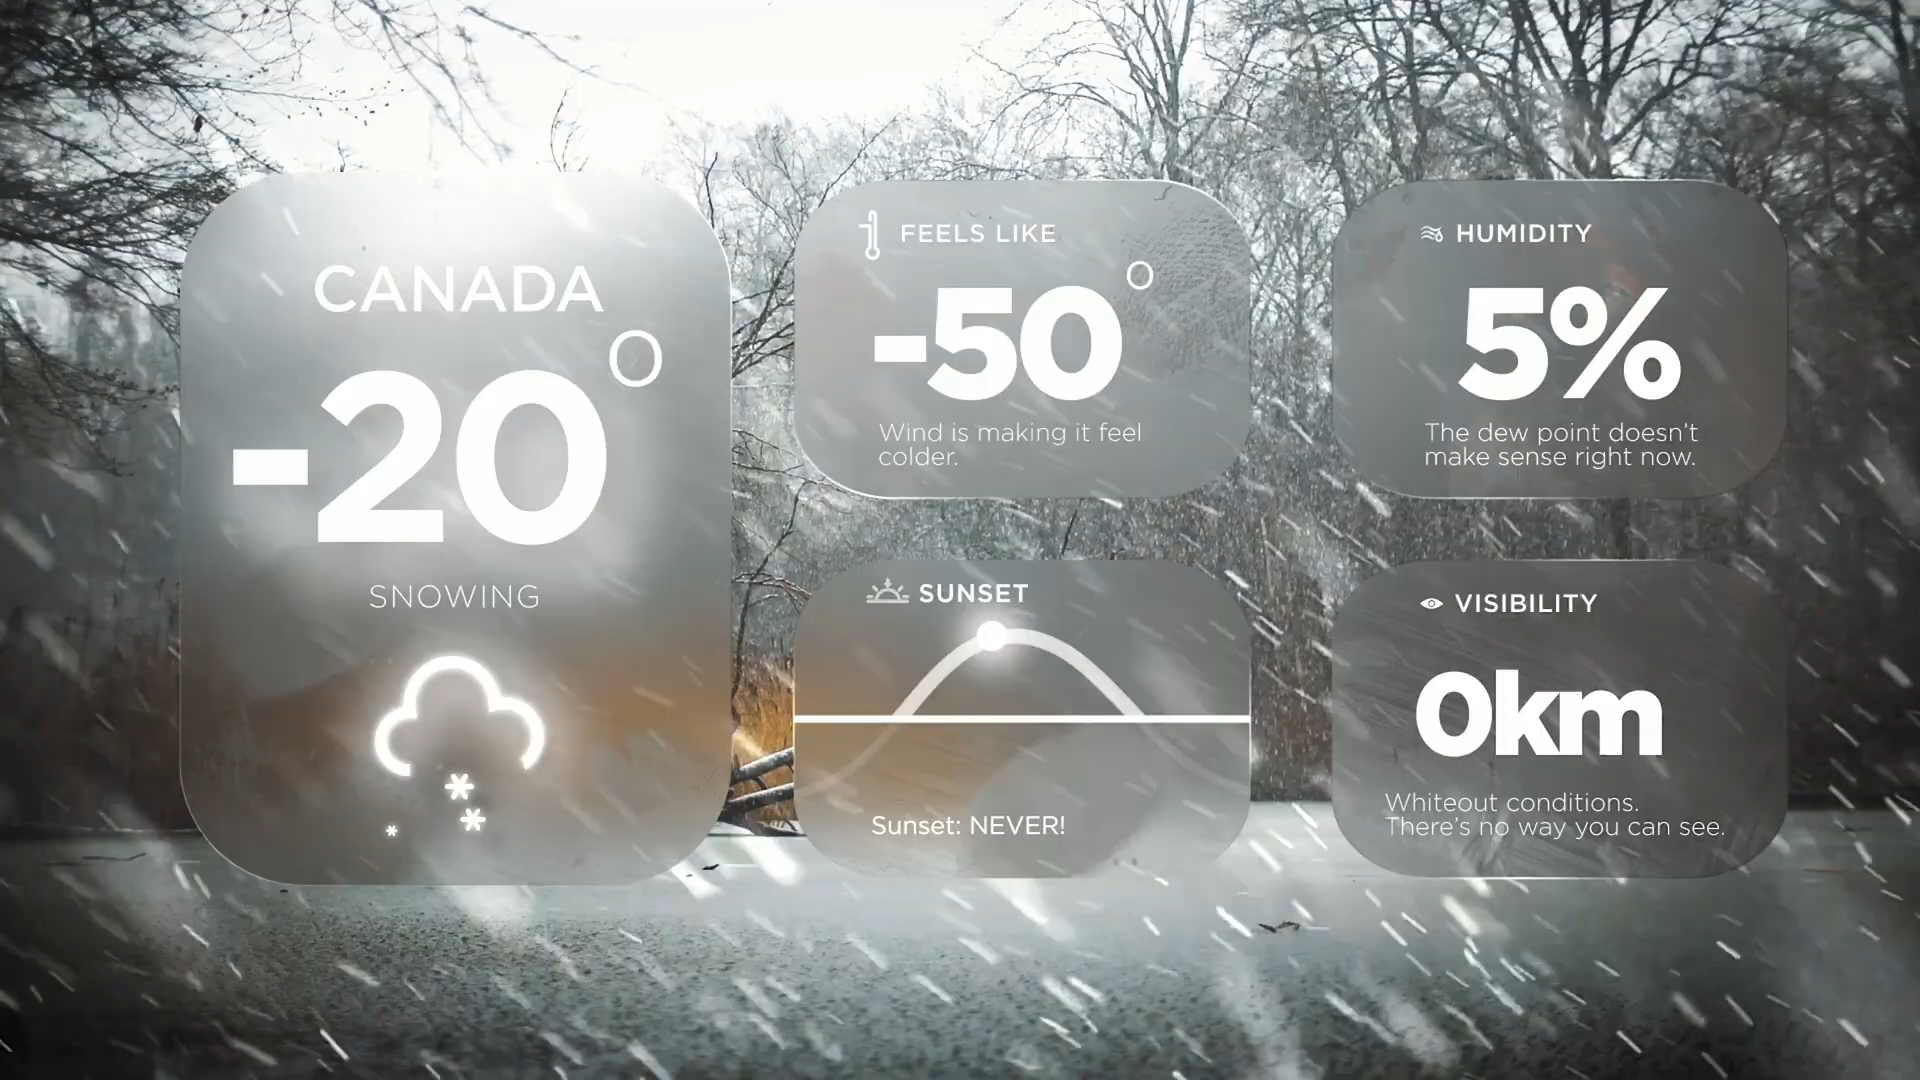 CANADA
-20°
SNOWING
FEELS LIKE
-50°
Wind is making it feel
colder.
HUMIDITY
5%
The dew point doesn't
make sense right now.
SUNSET
Sunset: NEVER!
VISIBILITY
0km
Whiteout conditions.
There's no way you can see.